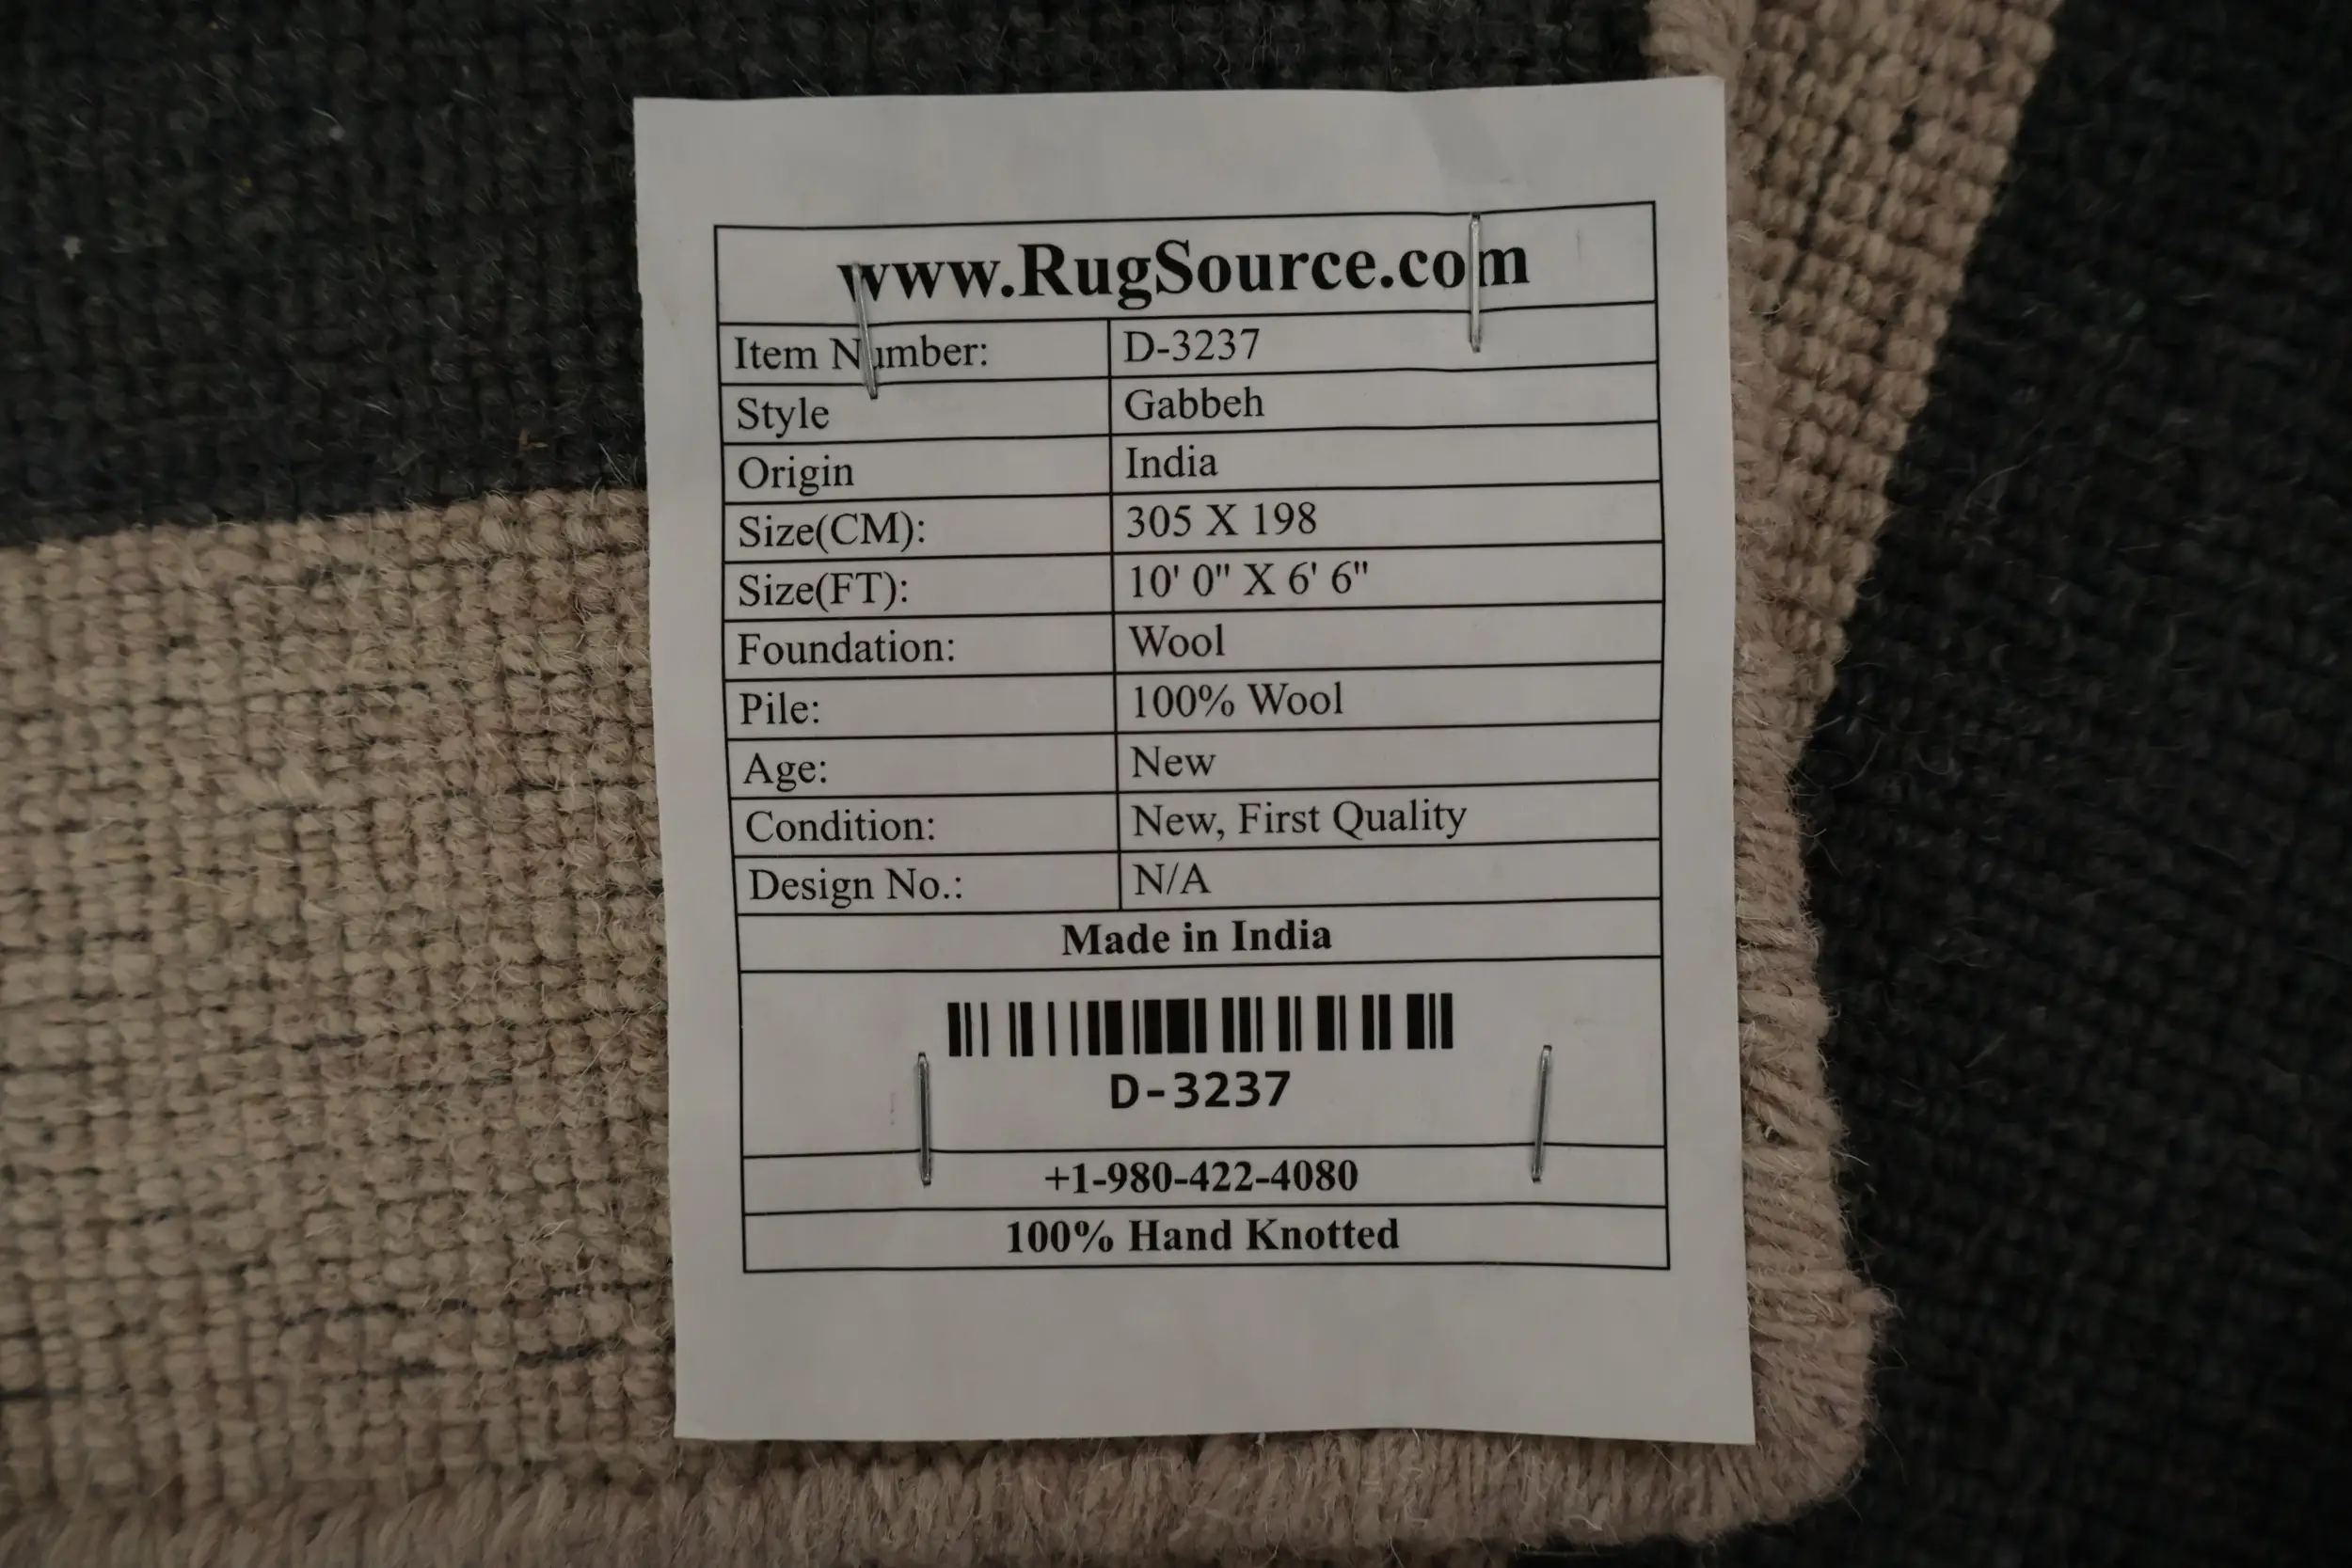 www.RugSource.com
Item Number: D-3237
Style Gabbeh
Origin India
Size(CM): 305 X 198
Size(FT): 10' 0" X 6' 6"
Foundation: Wool
Pile: 100% Wool
Age: New
Condition: New, First Quality
Design No.: N/A
Made in India
D-3237
+1-980-422-4080
100% Hand Knotted